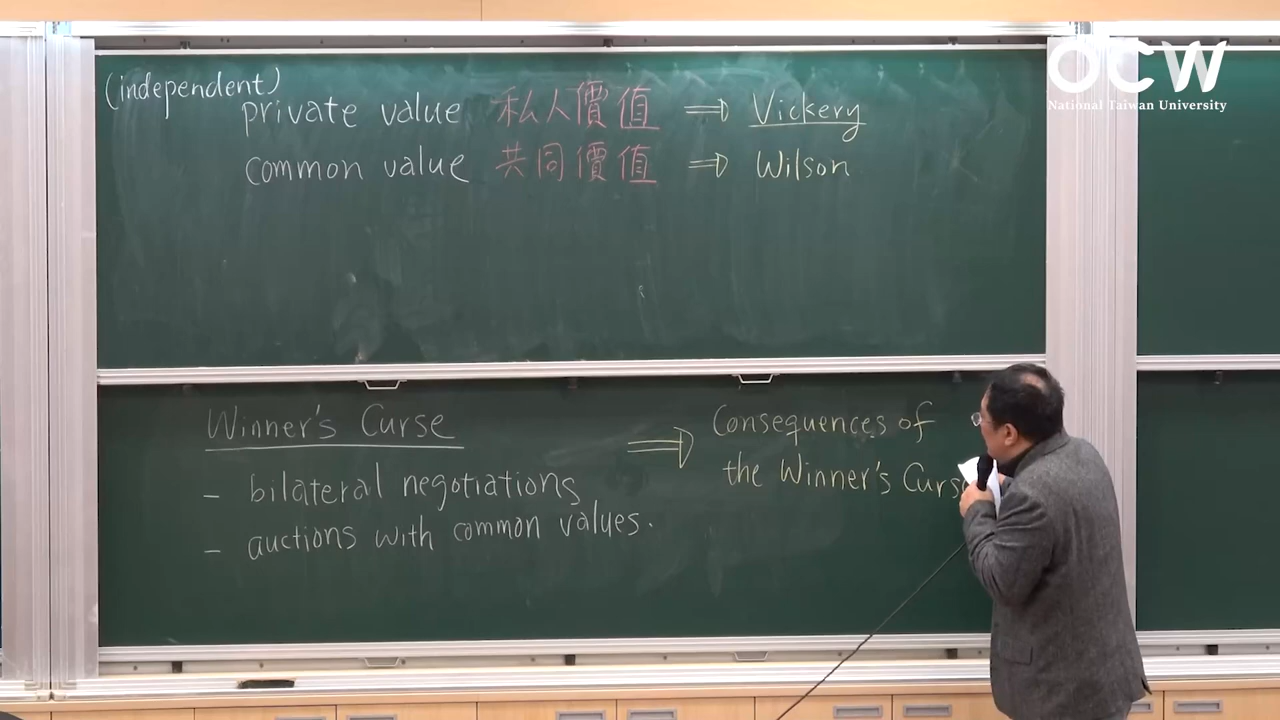 (independent)
private value 私人價值 ⇒ Vickery
common value 共同價值 ⇒ Wilson
Winner's Curse
- bilateral negotiations
- auctions with common values.
⇒ Consequences of
the Winner's Curse
OCW
National Taiwan University